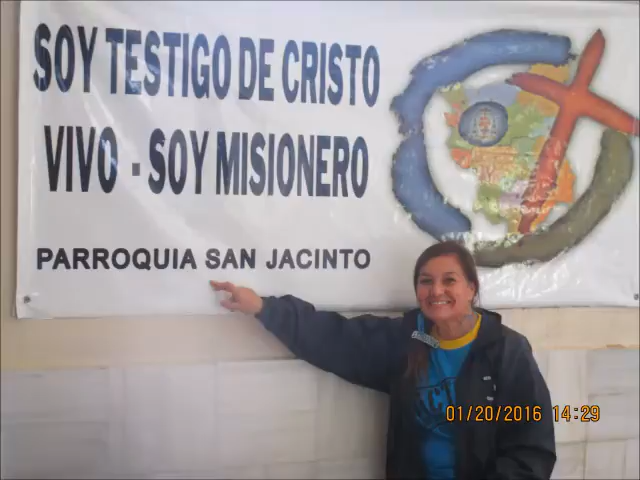 SOY TESTIGO DE CRISTO
VIVO - SOY MISIONERO
PARROQUIA SAN JACINTO
01/20/2016 14:29